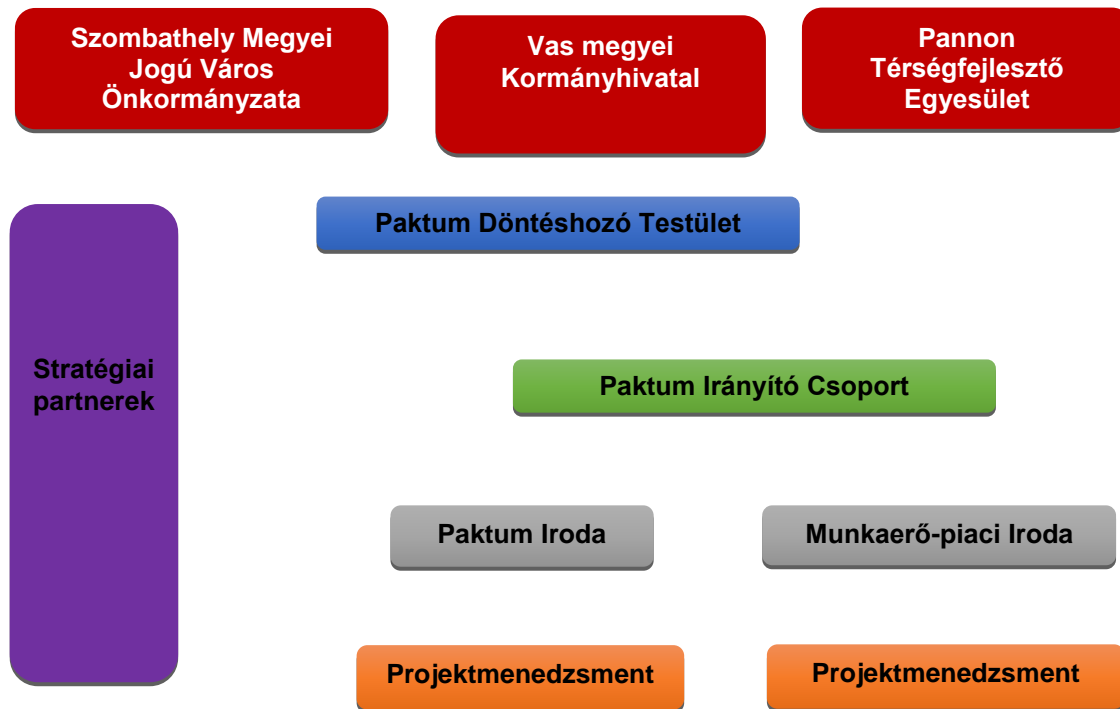 Szombathely Megyei
Jogú Város
Önkormányzata
Vas megyei
Kormányhivatal
Pannon
Térségfejlesztő
Egyesület
Paktum Döntéshozó Testület
Stratégiai
partnerek
Paktum Irányító Csoport
Paktum Iroda
Munkaerő-piaci Iroda
Projektmenedzsment
Projektmenedzsment